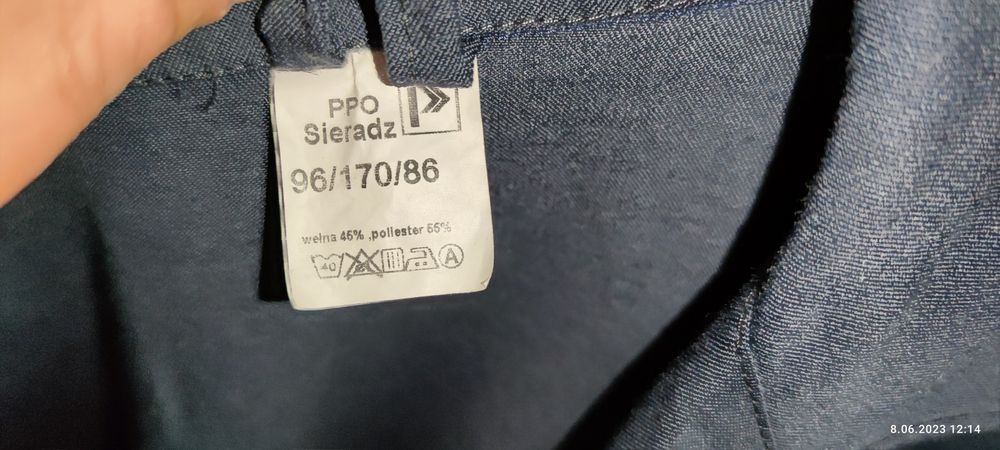 PPO
Sieradz
96/170/86
wełna 45% ,poliester 55%
40
A
8.06.2023 12:14